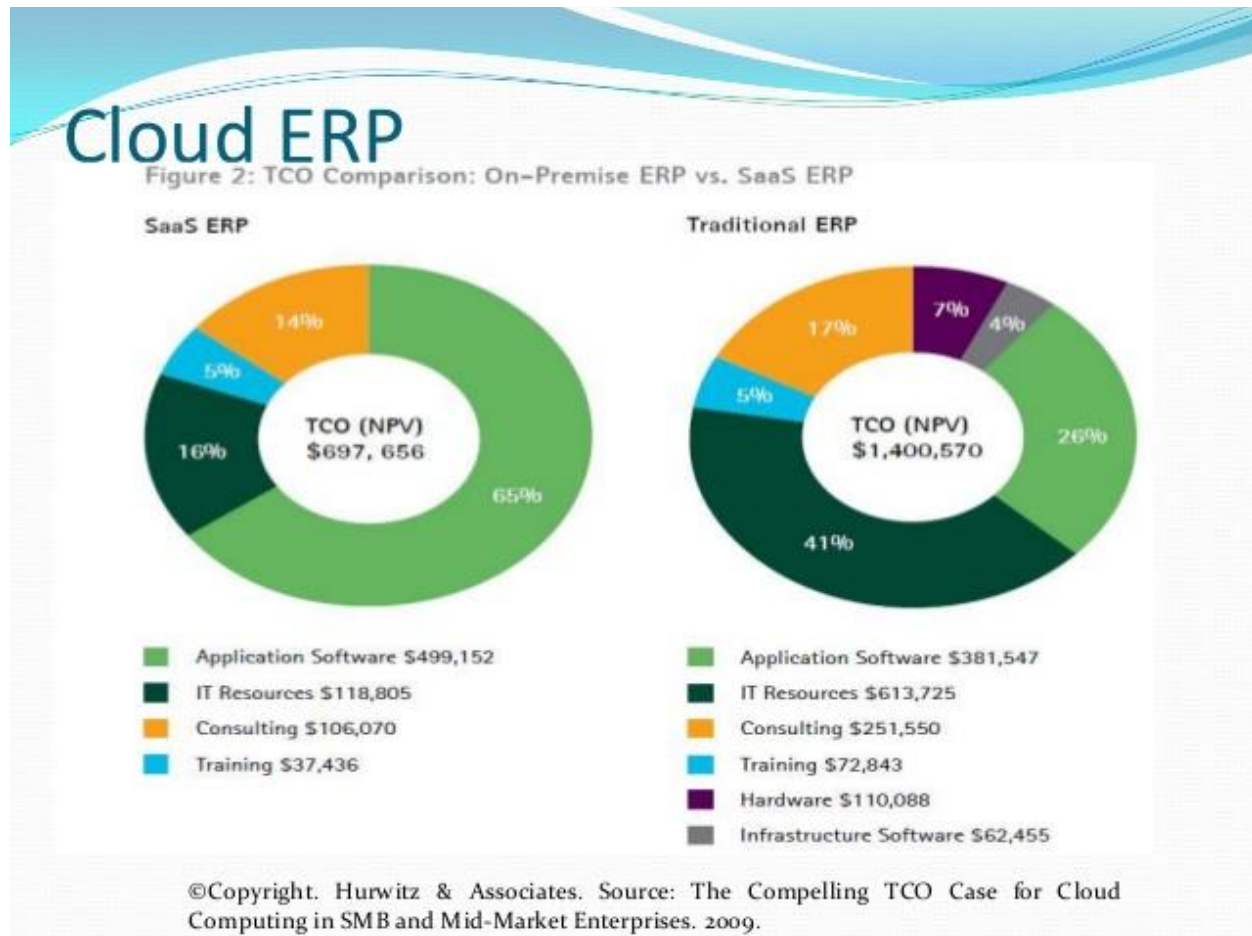 Cloud ERP
Figure 2: TCO Comparison: On-Premise ERP vs. SaaS ERP
SaaS ERP
14%
5%
16%
65%
TCO (NPV)
$697, 656
Application Software $499,152
IT Resources $118,805
Consulting $106,070
Training $37,436
Traditional ERP
7%
4%
17%
5%
26%
41%
TCO (NPV)
$1,400,570
Application Software $381,547
IT Resources $613,725
Consulting $251,550
Training $72,843
Hardware $110,088
Infrastructure Software $62,455
©Copyright. Hurwitz & Associates. Source: The Compelling TCO Case for Cloud
Computing in SMB and Mid-Market Enterprises. 2009.